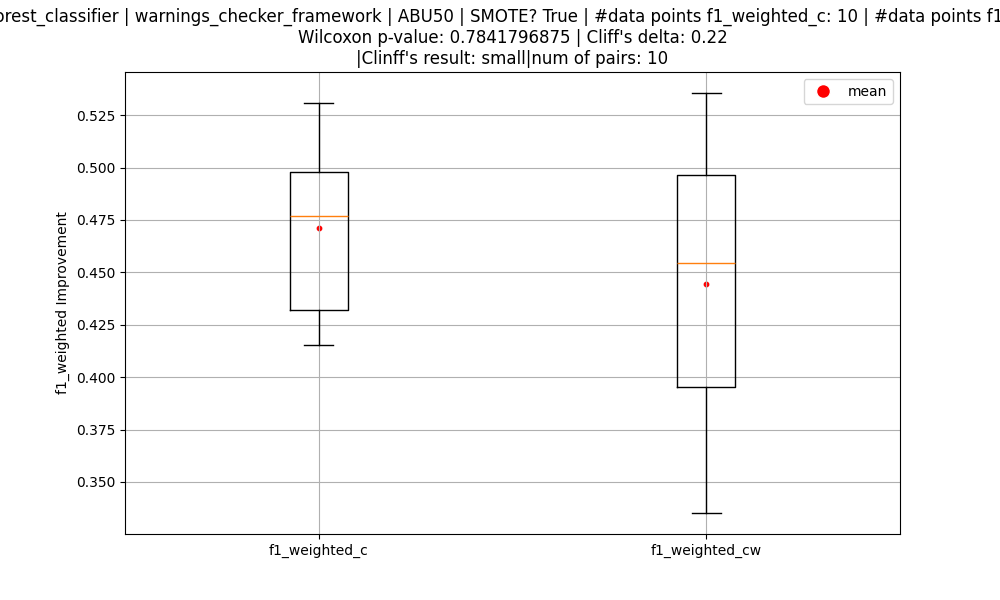 orest_classifier | warnings_checker_framework | ABU50 | SMOTE? True | #data points f1_weighted_c: 10 | #data points f1
Wilcoxon p-value: 0.7841796875 | Cliff's delta: 0.22
|Clinff's result: small|num of pairs: 10
mean
0.525
0.500
0.475
0.450
0.425
0.400
0.375
0.350
f1_weighted Improvement
f1_weighted_c
f1_weighted_cw